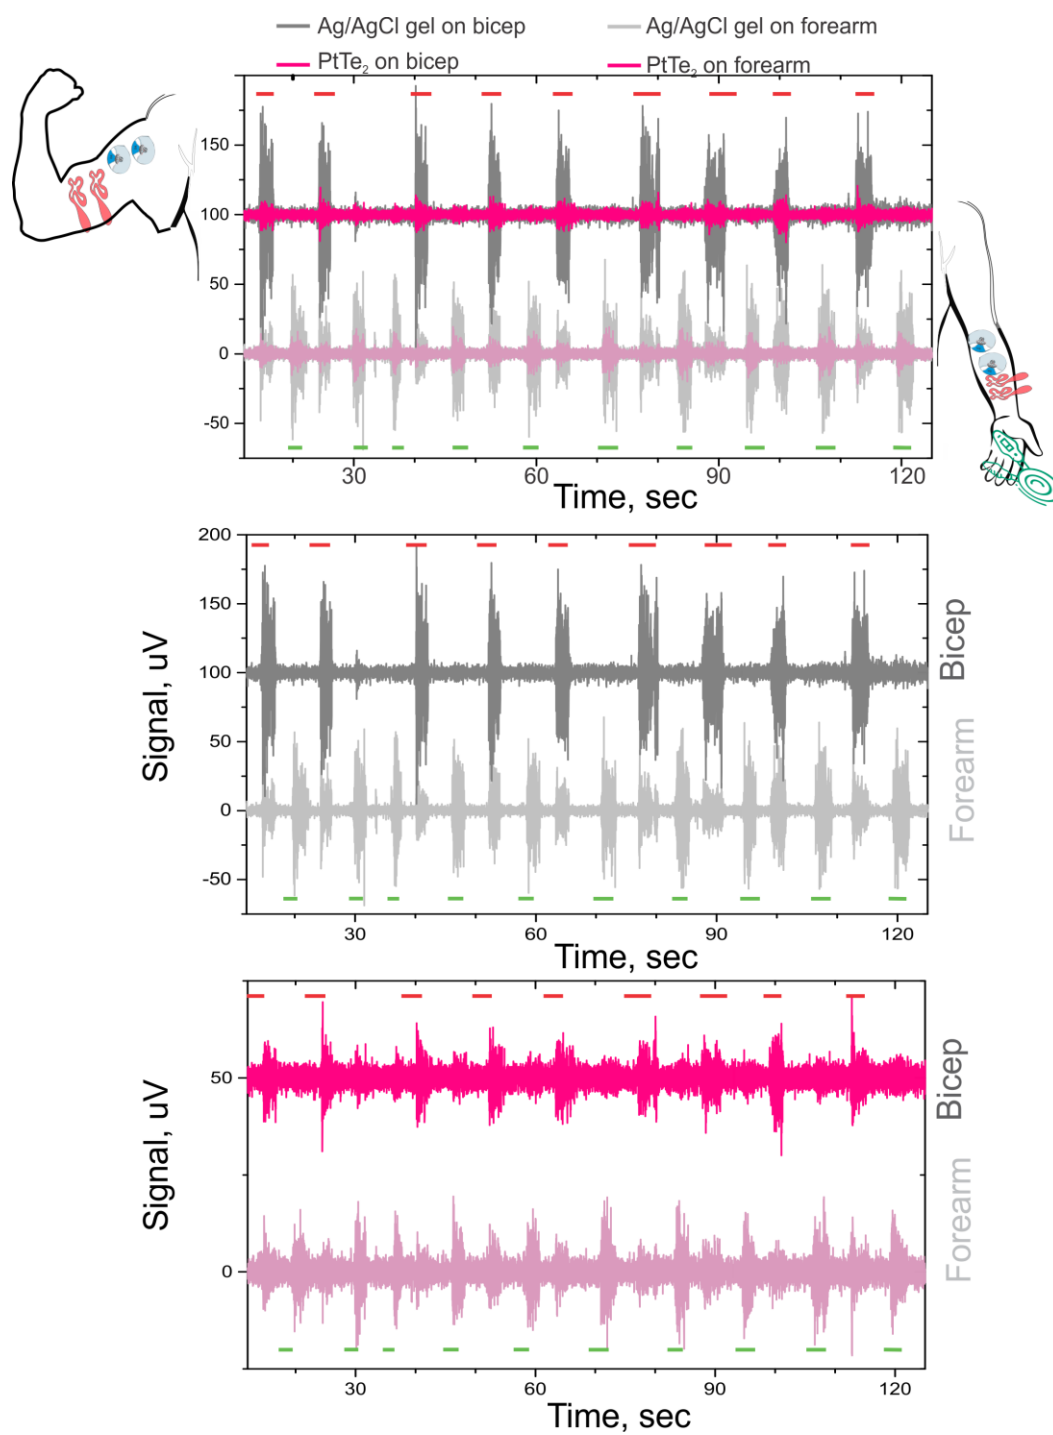 Ag/AgCl gel on bicep
Ag/AgCl gel on forearm
PtTe₂ on bicep
PtTe₂ on forearm
150
100
50
0
-50
30
60
90
120
Time, sec
200
150
100
50
0
-50
Signal, uV
Bicep
Forearm
30
60
90
120
Time, sec
50
0
Signal, uV
Bicep
Forearm
30
60
90
120
Time, sec